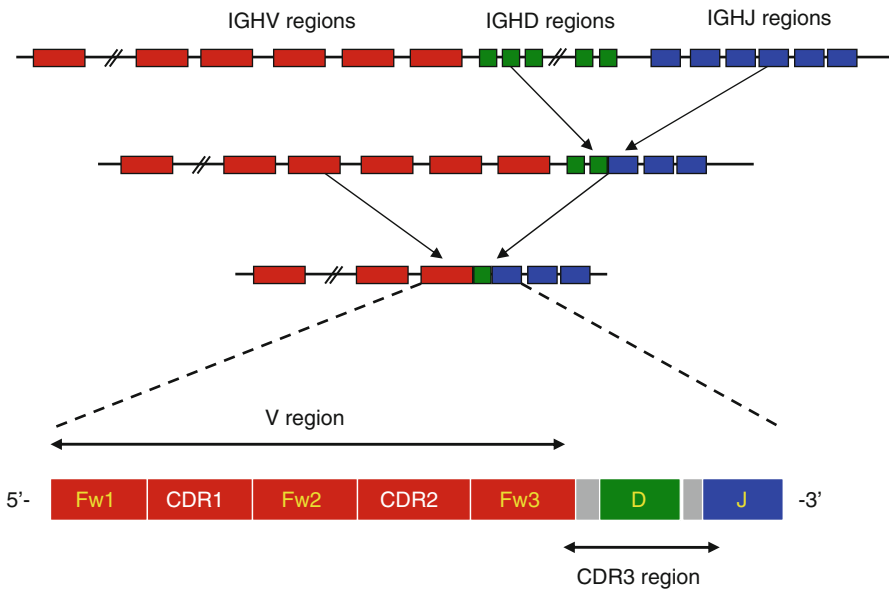 IGHV regions IGHD regions IGHJ regions
V region
5'- Fw1 CDR1 Fw2 CDR2 Fw3 D J -3'
CDR3 region